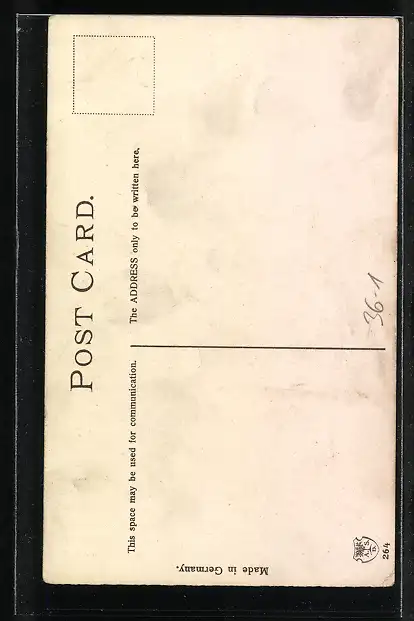 POST CARD.
This space may be used for communication.
The ADDRESS only to be written here.
36-1
Made in Germany.
264